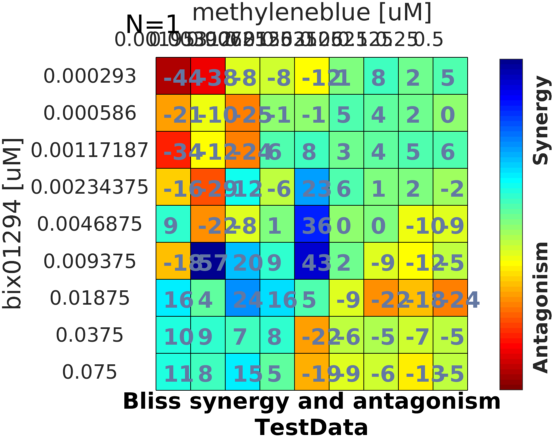 methyleneblue [uM]
N=1
0.25 0.5
bix01294 [uM]
0.000293 -44 -38 -8 -8 -12 1 8 2 5
0.000586 -21 -10 -25 -1 -1 5 4 2 0
0.00117187 -34 -12 -24 6 8 3 4 5 6
0.00234375 -16 -29 12 -6 23 6 1 2 -2
0.0046875 9 -22 -8 1 36 0 0 -10 -9
0.009375 -18 57 20 9 43 2 -9 -12 -5
0.01875 16 4 24 16 5 -9 -22 -18 -24
0.0375 10 9 7 8 -22 -6 -5 -7 -5
0.075 11 8 15 5 -19 -9 -6 -13 -5
Synergy
Antagonism
Bliss synergy and antagonism
TestData